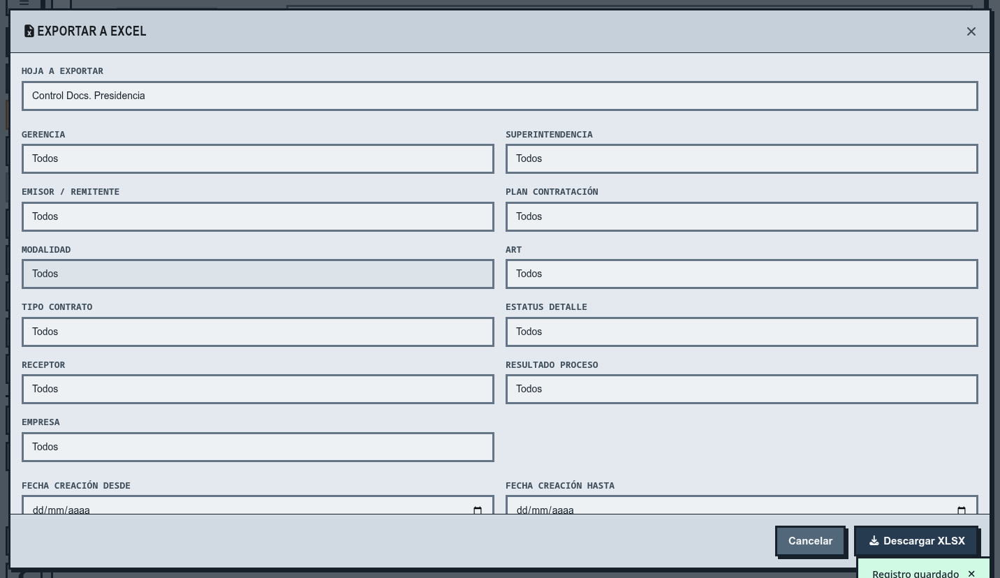 EXPORTAR A EXCEL
HOJA A EXPORTAR
Control Docs. Presidencia
GERENCIA
Todos
SUPERINTENDENCIA
Todos
EMISOR / REMITENTE
Todos
PLAN CONTRATACIÓN
Todos
MODALIDAD
Todos
ART
Todos
TIPO CONTRATO
Todos
ESTATUS DETALLE
Todos
RECEPTOR
Todos
RESULTADO PROCESO
Todos
EMPRESA
Todos
FECHA CREACIÓN DESDE
dd/mm/aaaa
FECHA CREACIÓN HASTA
dd/mm/aaaa
Cancelar
Descargar XLSX
Registro guardado